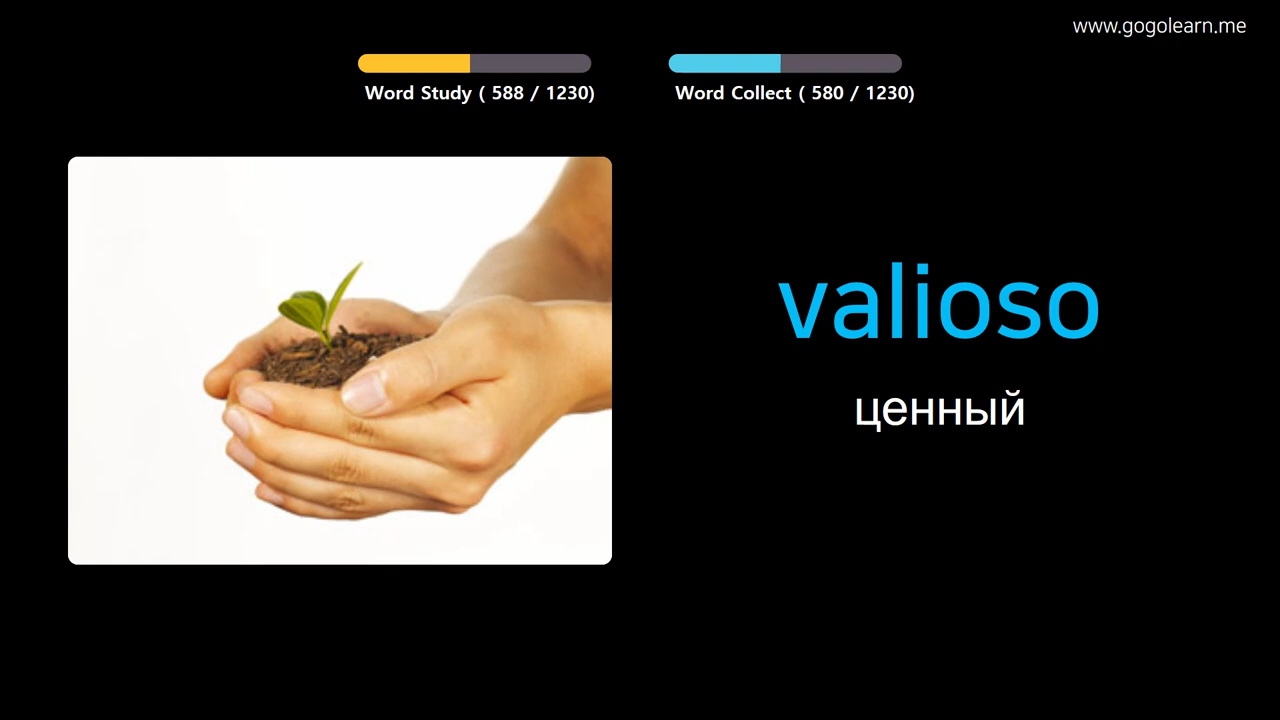 www.gogolearn.me
Word Study ( 588 / 1230)
Word Collect ( 580 / 1230)
valioso
ценный